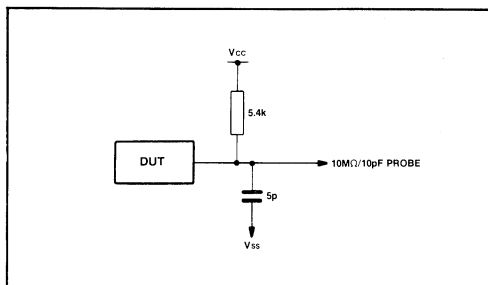 Vcc
5.4k
DUT
10MΩ/10pF PROBE
5p
Vss